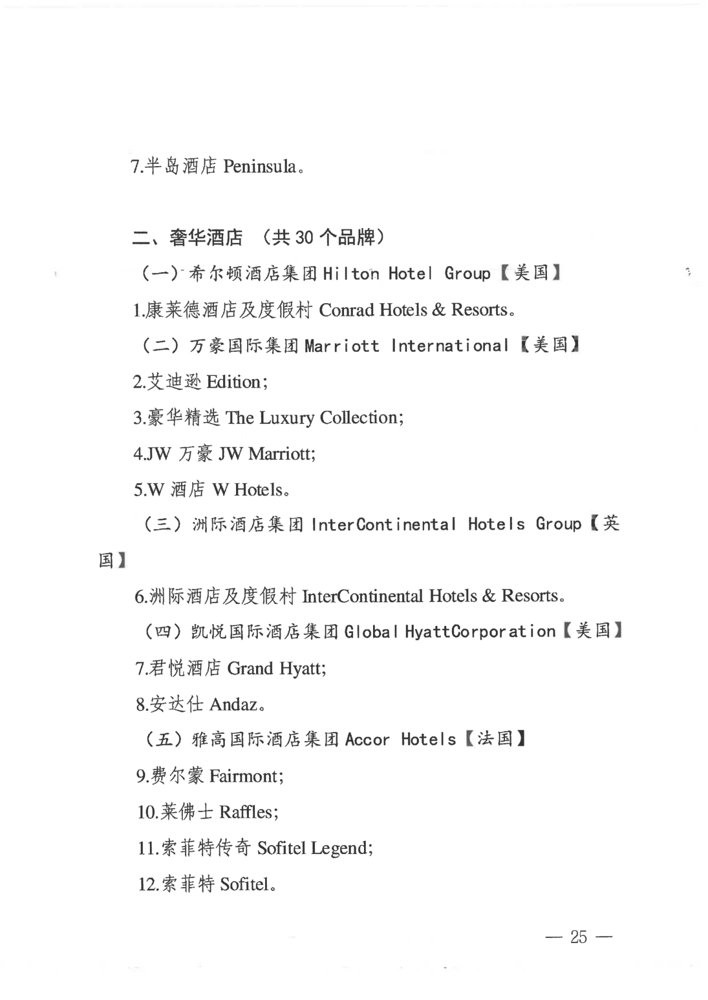 7.半岛酒店 Peninsula。
二、奢华酒店 （共 30 个品牌）
（一）希尔顿酒店集团 Hilton Hotel Group【美国】
1.康莱德酒店及度假村 Conrad Hotels & Resorts。
（二）万豪国际集团 Marriott International【美国】
2.艾迪逊 Edition；
3.豪华精选 The Luxury Collection;
4.JW 万豪 JW Marriott;
5.W 酒店 W Hotels。
（三）洲际酒店集团 InterContinental Hotels Group【英
国】
6.洲际酒店及度假村 InterContinental Hotels & Resorts。
（四）凯悦国际酒店集团 Global HyattCorporation【美国】
7.君悦酒店 Grand Hyatt;
8.安达仕 Andaz。
（五）雅高国际酒店集团 Accor Hotels【法国】
9.费尔蒙 Fairmont;
10.莱佛士 Raffles;
11.索菲特传奇 Sofitel Legend;
12.索菲特 Sofitel。
— 25 —